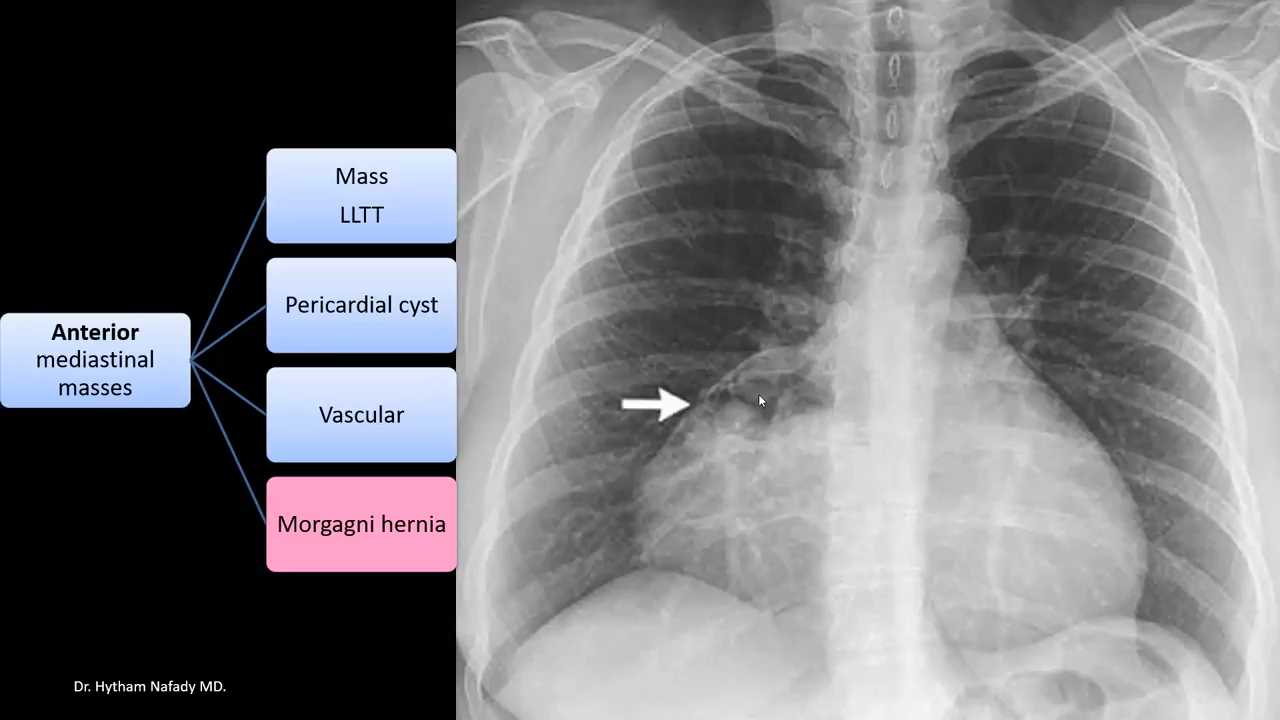 Anterior
mediastinal
masses
Mass
LLTT
Pericardial cyst
Vascular
Morgagni hernia
Dr. Hytham Nafady MD.